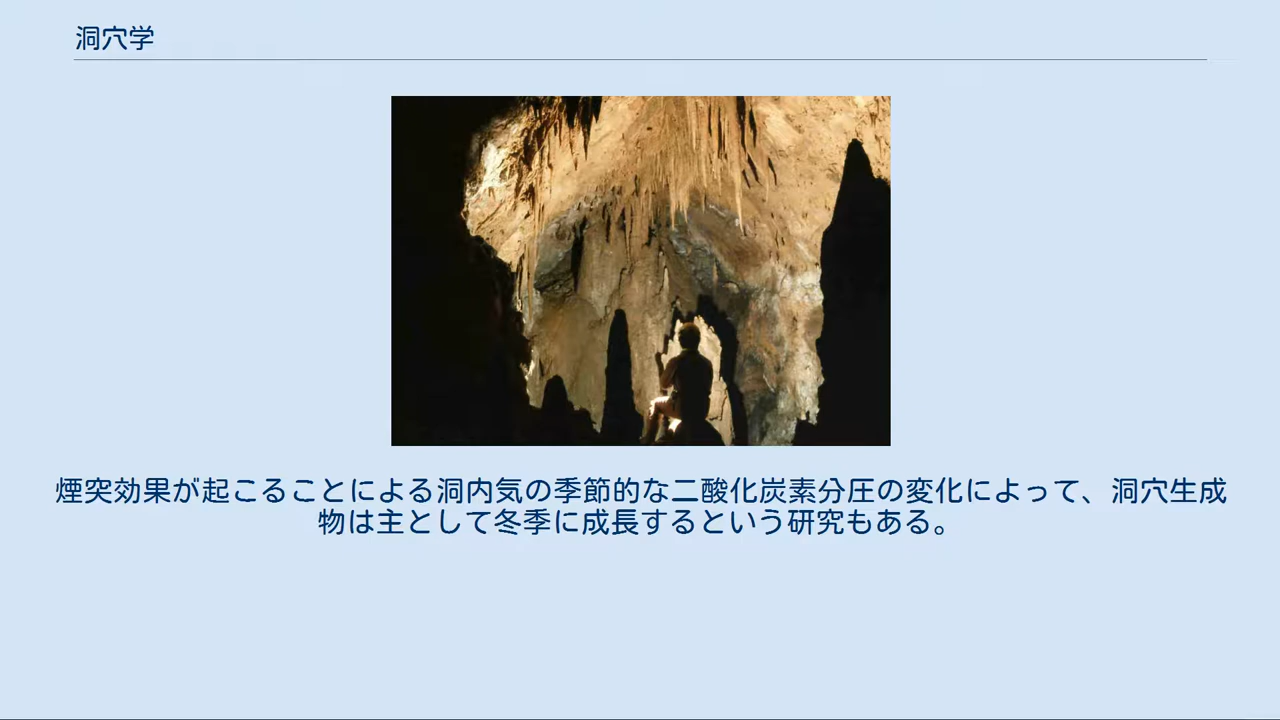 洞穴学
煙突効果が起こることによる洞内気の季節的な二酸化炭素分圧の変化によって、洞穴生成
物は主として冬季に成長するという研究もある。